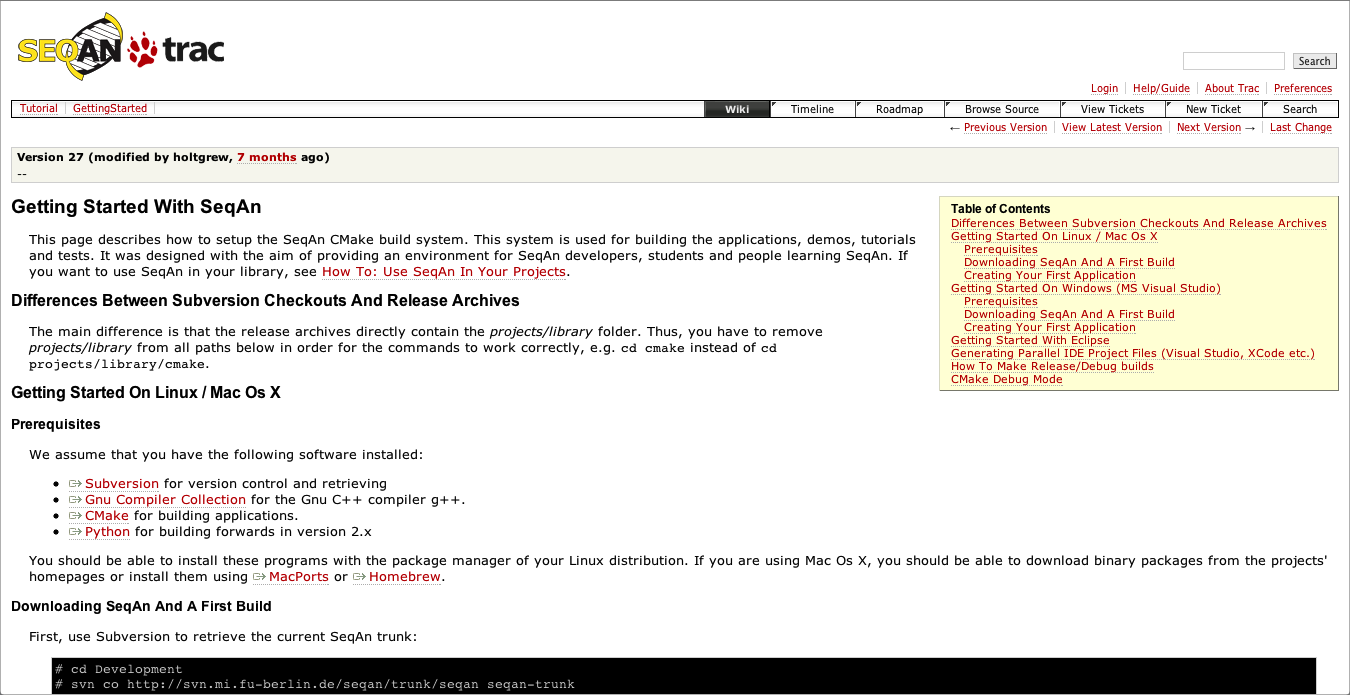 SEQAN trac
Search
Login Help/Guide About Trac Preferences
Tutorial GettingStarted Wiki Timeline Roadmap Browse Source View Tickets New Ticket Search
← Previous Version View Latest Version Next Version → Last Change
Version 27 (modified by holtgrew, 7 months ago)
--
Getting Started With SeqAn
This page describes how to setup the SeqAn CMake build system. This system is used for building the applications, demos, tutorials
and tests. It was designed with the aim of providing an environment for SeqAn developers, students and people learning SeqAn. If
you want to use SeqAn in your library, see How To: Use SeqAn In Your Projects.
Differences Between Subversion Checkouts And Release Archives
The main difference is that the release archives directly contain the projects/library folder. Thus, you have to remove
projects/library from all paths below in order for the commands to work correctly, e.g. cd cmake instead of cd
projects/library/cmake.
Table of Contents
Differences Between Subversion Checkouts And Release Archives
Getting Started On Linux / Mac Os X
Prerequisites
Downloading SeqAn And A First Build
Creating Your First Application
Getting Started On Windows (MS Visual Studio)
Prerequisites
Downloading SeqAn And A First Build
Creating Your First Application
Getting Started With Eclipse
Generating Parallel IDE Project Files (Visual Studio, XCode etc.)
How To Make Release/Debug builds
CMake Debug Mode
Getting Started On Linux / Mac Os X
Prerequisites
We assume that you have the following software installed:
• Subversion for version control and retrieving
• Gnu Compiler Collection for the Gnu C++ compiler g++.
• CMake for building applications.
• Python for building forwards in version 2.x
You should be able to install these programs with the package manager of your Linux distribution. If you are using Mac Os X, you should be able to download binary packages from the projects'
homepages or install them using MacPorts or Homebrew.
Downloading SeqAn And A First Build
First, use Subversion to retrieve the current SeqAn trunk:
# cd Development
# svn co http://svn.mi.fu-berlin.de/seqan/trunk/seqan seqan-trunk